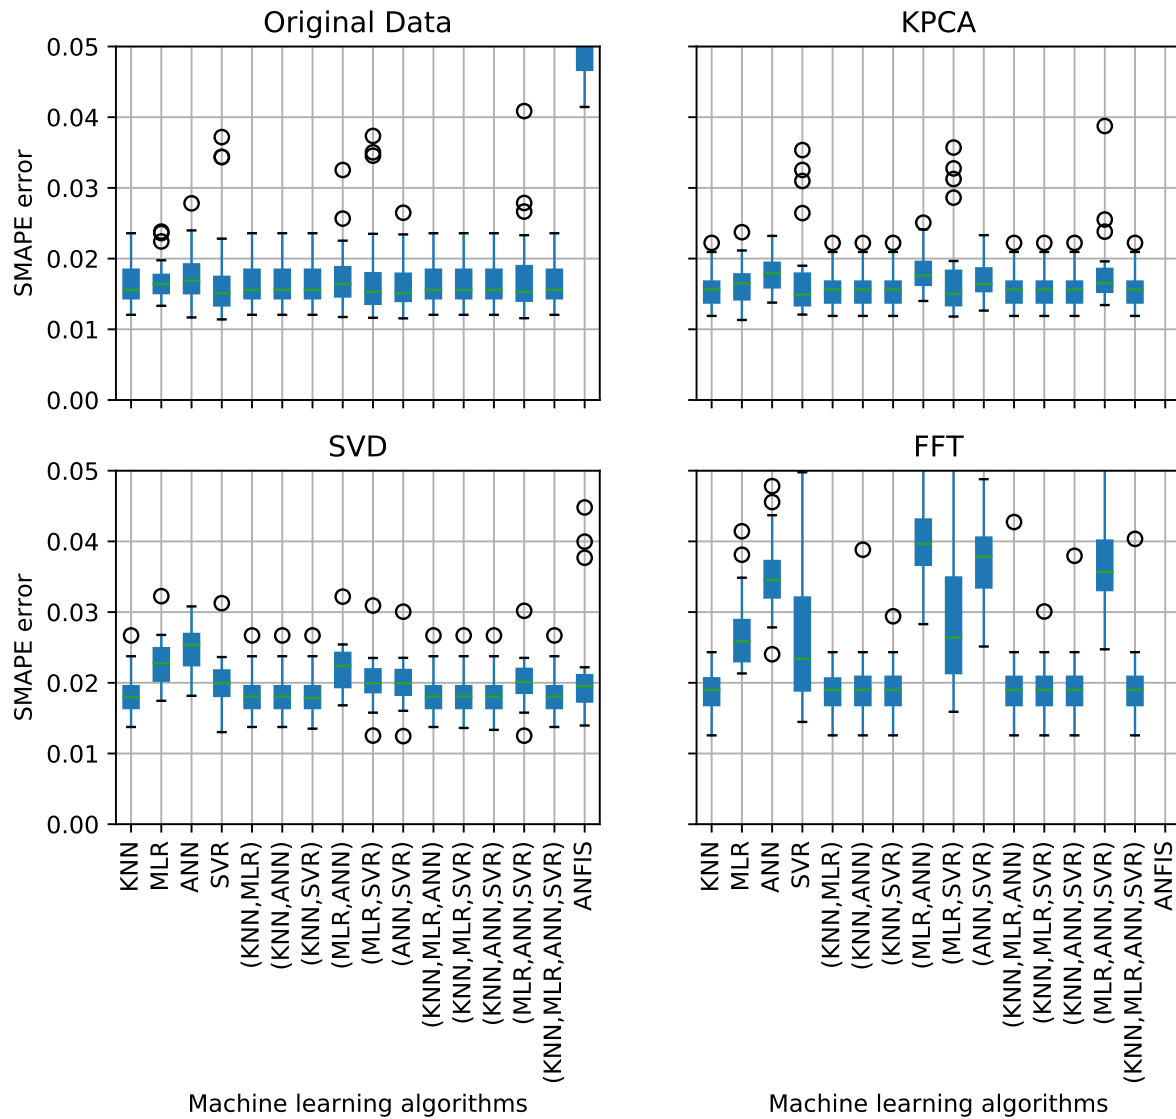 Original Data
KPCA
SMAPE error
0.05
0.04
0.03
0.02
0.01
0.00
SVD
FFT
SMAPE error
0.05
0.04
0.03
0.02
0.01
0.00
KNN
MLR
ANN
SVR
(KNN,MLR)
(KNN,ANN)
(KNN,SVR)
(MLR,ANN)
(MLR,SVR)
(ANN,SVR)
(KNN,MLR,ANN)
(KNN,MLR,SVR)
(KNN,ANN,SVR)
(MLR,ANN,SVR)
(KNN,MLR,ANN,SVR)
ANFIS
KNN
MLR
ANN
SVR
(KNN,MLR)
(KNN,ANN)
(KNN,SVR)
(MLR,ANN)
(MLR,SVR)
(ANN,SVR)
(KNN,MLR,ANN)
(KNN,MLR,SVR)
(KNN,ANN,SVR)
(MLR,ANN,SVR)
(KNN,MLR,ANN,SVR)
ANFIS
Machine learning algorithms
Machine learning algorithms